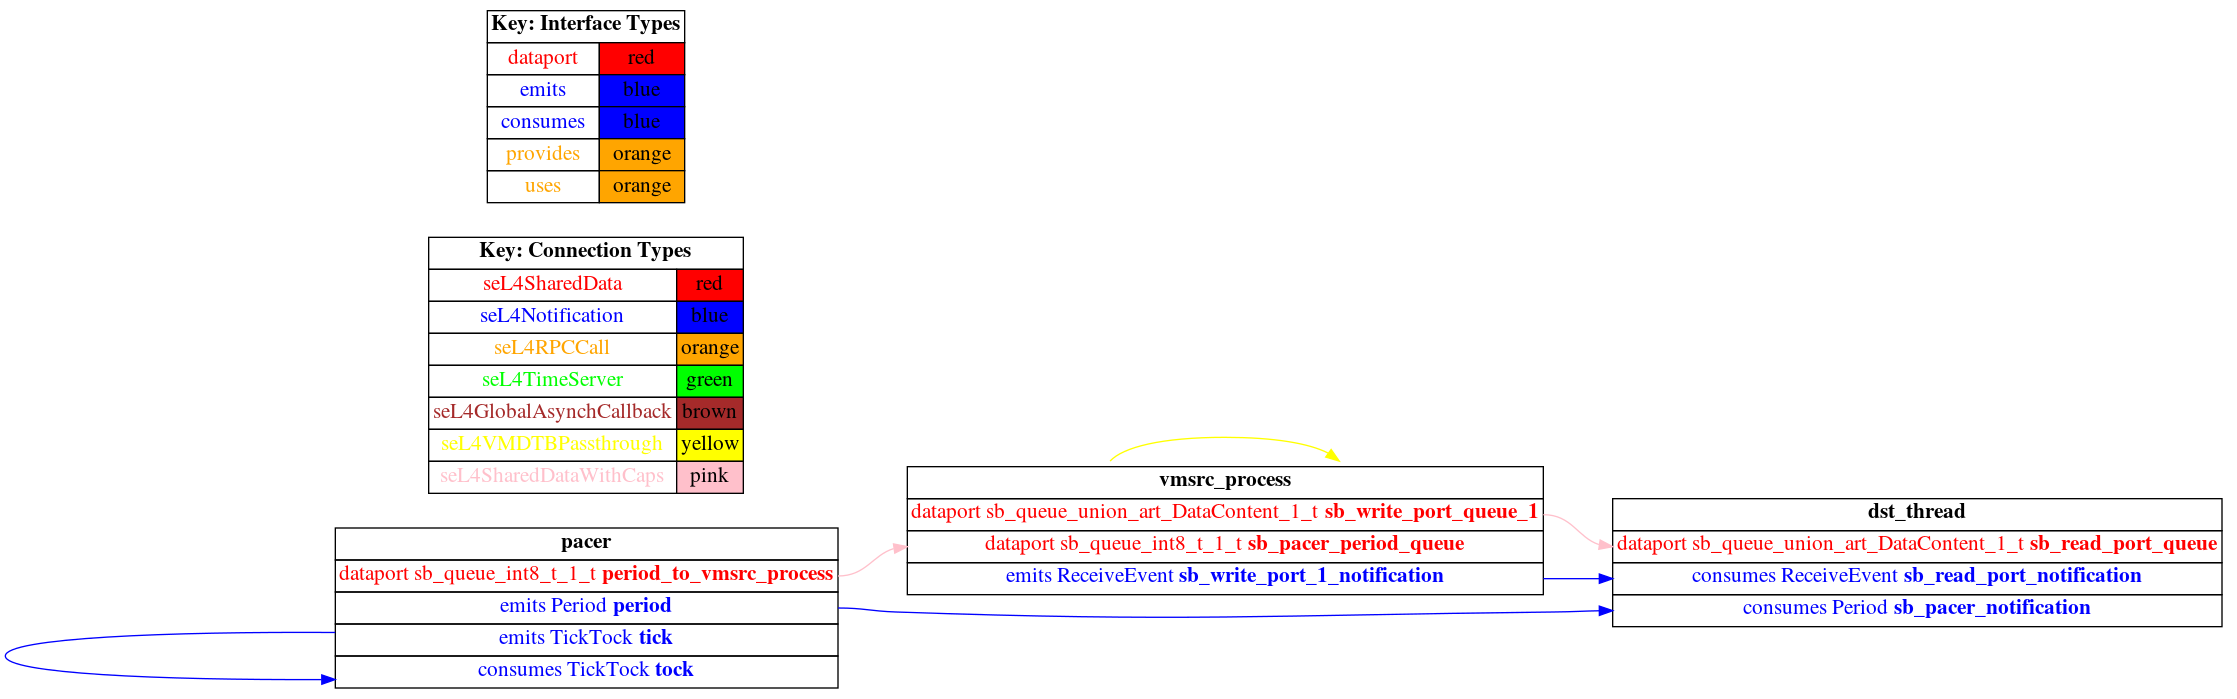 Key: Interface Types
dataport red
emits blue
consumes blue
provides orange
uses orange
Key: Connection Types
seL4SharedData red
seL4Notification blue
seL4RPCCall orange
seL4TimeServer green
seL4GlobalAsynchCallback brown
seL4VMDTBPassthrough yellow
seL4SharedDataWithCaps pink
pacer
dataport sb_queue_int8_t_1_t period_to_vmsrc_process
emits Period period
emits TickTock tick
consumes TickTock tock
vmsrc_process
dataport sb_queue_union_art_DataContent_1_t sb_write_port_queue_1
dataport sb_queue_int8_t_1_t sb_pacer_period_queue
emits ReceiveEvent sb_write_port_1_notification
dst_thread
dataport sb_queue_union_art_DataContent_1_t sb_read_port_queue
consumes ReceiveEvent sb_read_port_notification
consumes Period sb_pacer_notification